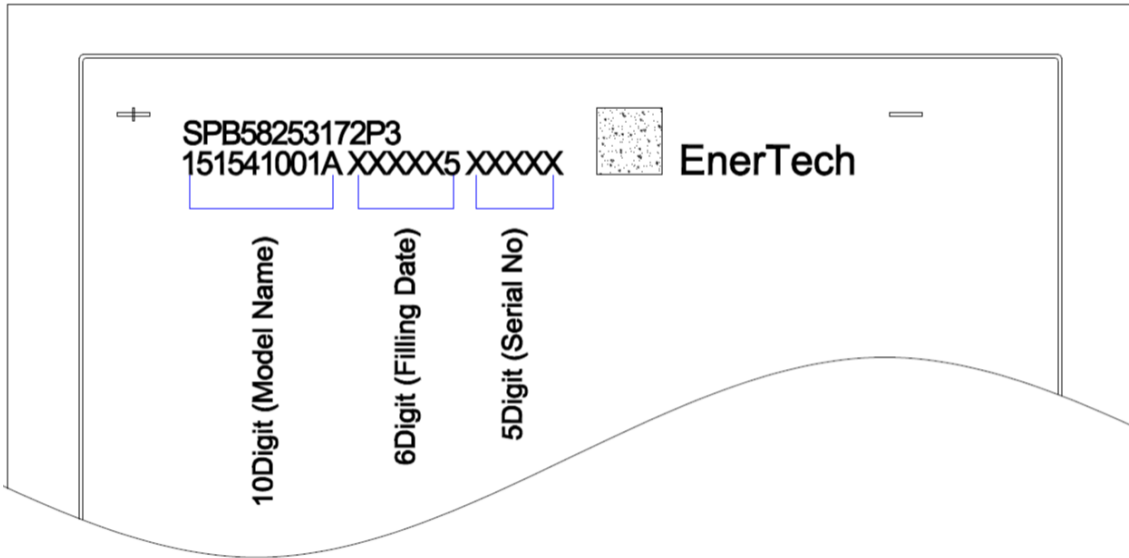 SPB58253172P3
151541001A XXXXX5 XXXXX
EnerTech
10Digit (Model Name)
6Digit (Filling Date)
5Digit (Serial No)